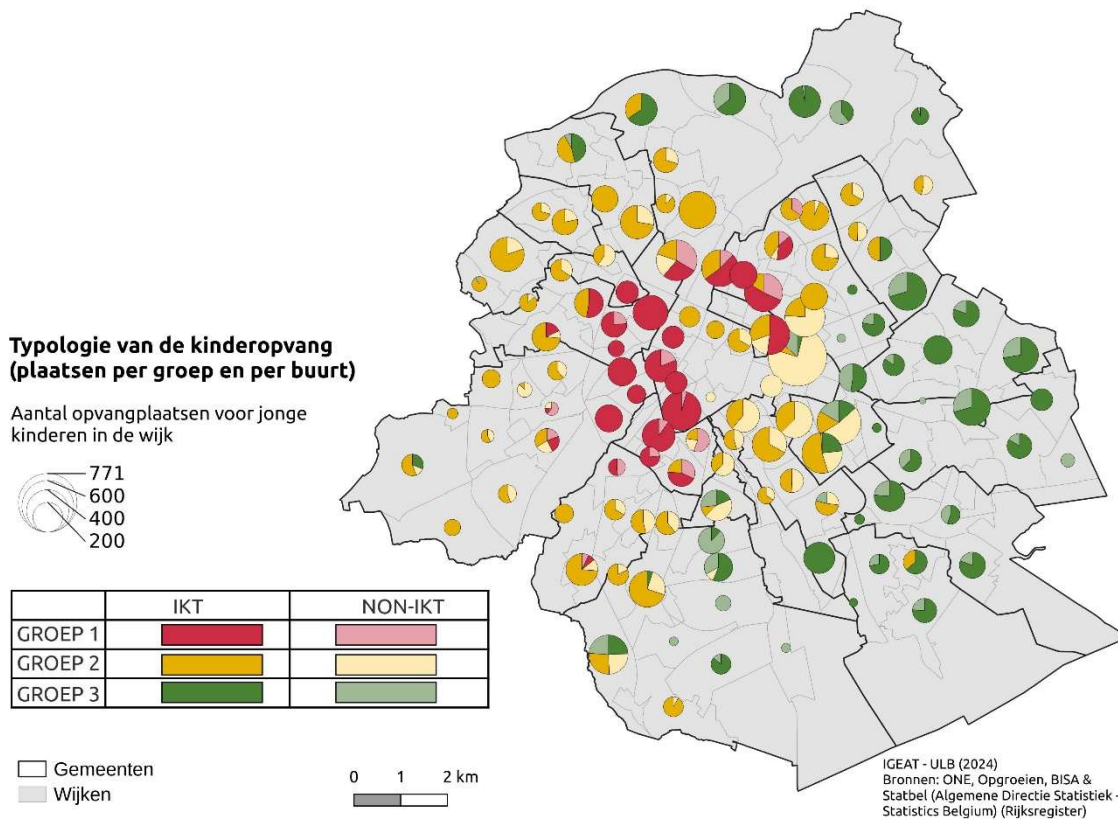 Typologie van de kinderopvang
(plaatsen per groep en per buurt)
Aantal opvangplaatsen voor jonge
kinderen in de wijk
771
600
400
200
IKT NON-IKT
GROEP 1
GROEP 2
GROEP 3
Gemeenten
Wijken
0 1 2 km
IGEAT - ULB (2024)
Bronnen: ONE, Opgroeien, BISA &
Statbel (Algemene Directie Statistiek -
Statistics Belgium) (Rijksregister)